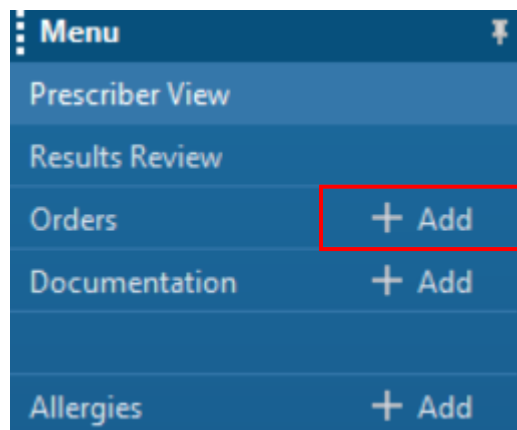 Menu
Prescriber View
Results Review
Orders + Add
Documentation + Add
Allergies + Add